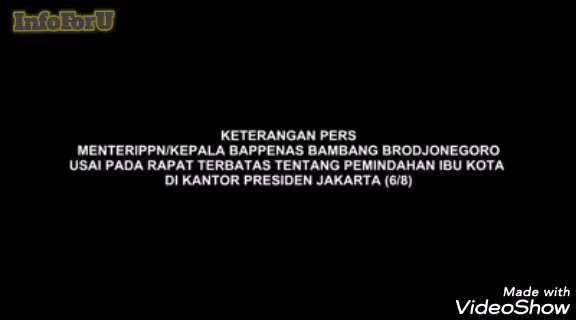 InfoForU
KETERANGAN PERS
MENTERIPPN/KEPALA BAPPENAS BAMBANG BRODJONEGORO
USAI PADA RAPAT TERBATAS TENTANG PEMINDAHAN IBU KOTA
DI KANTOR PRESIDEN JAKARTA (6/8)
Made with
VideoShow